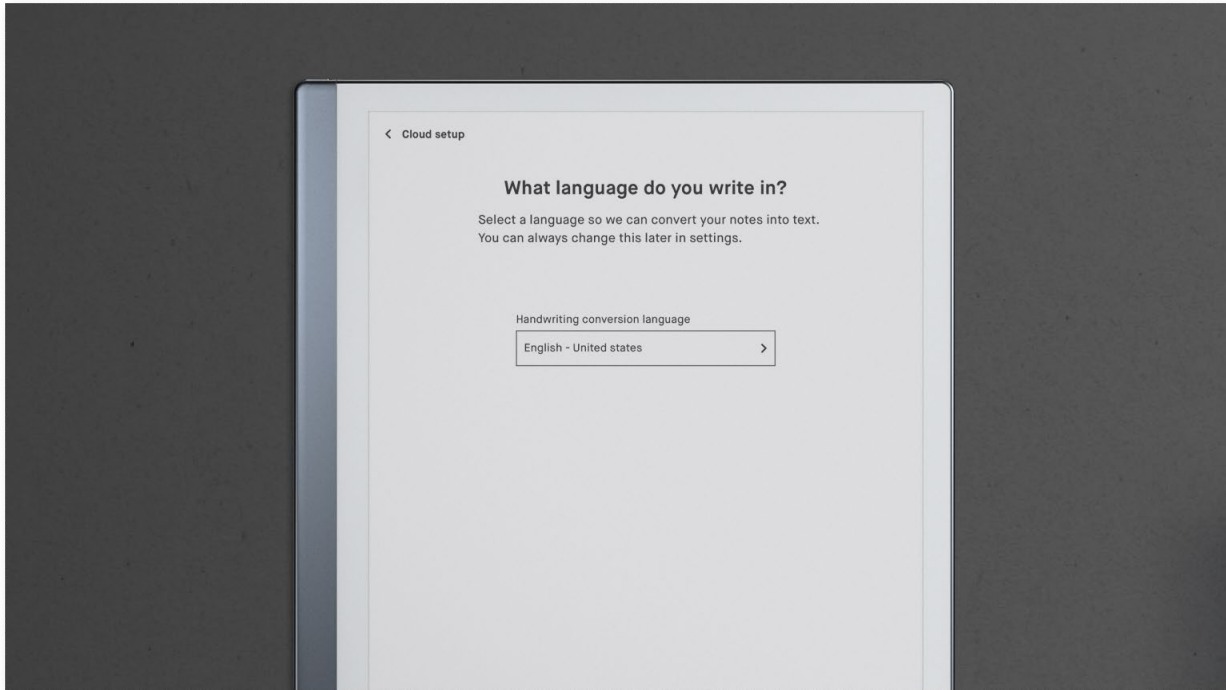 Cloud setup
What language do you write in?
Select a language so we can convert your notes into text.
You can always change this later in settings.
Handwriting conversion language
English - United states